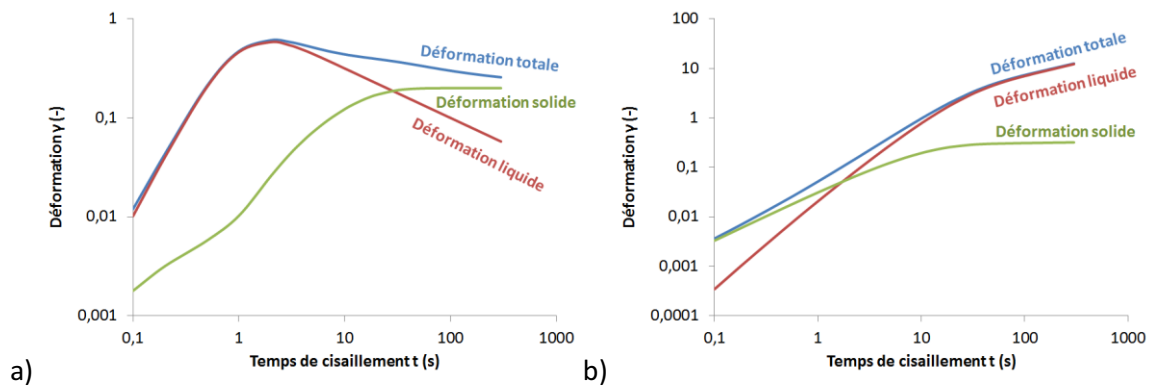 1
0,1
0,01
0,001
0,1
1
10
100
1000
Déformation γ (-)
Temps de cisaillement t (s)
Déformation totale
Déformation solide
Déformation liquide
a)
100
10
1
0,1
0,01
0,001
0,0001
0,1
1
10
100
1000
Déformation γ (-)
Temps de cisaillement t (s)
Déformation totale
Déformation liquide
Déformation solide
b)